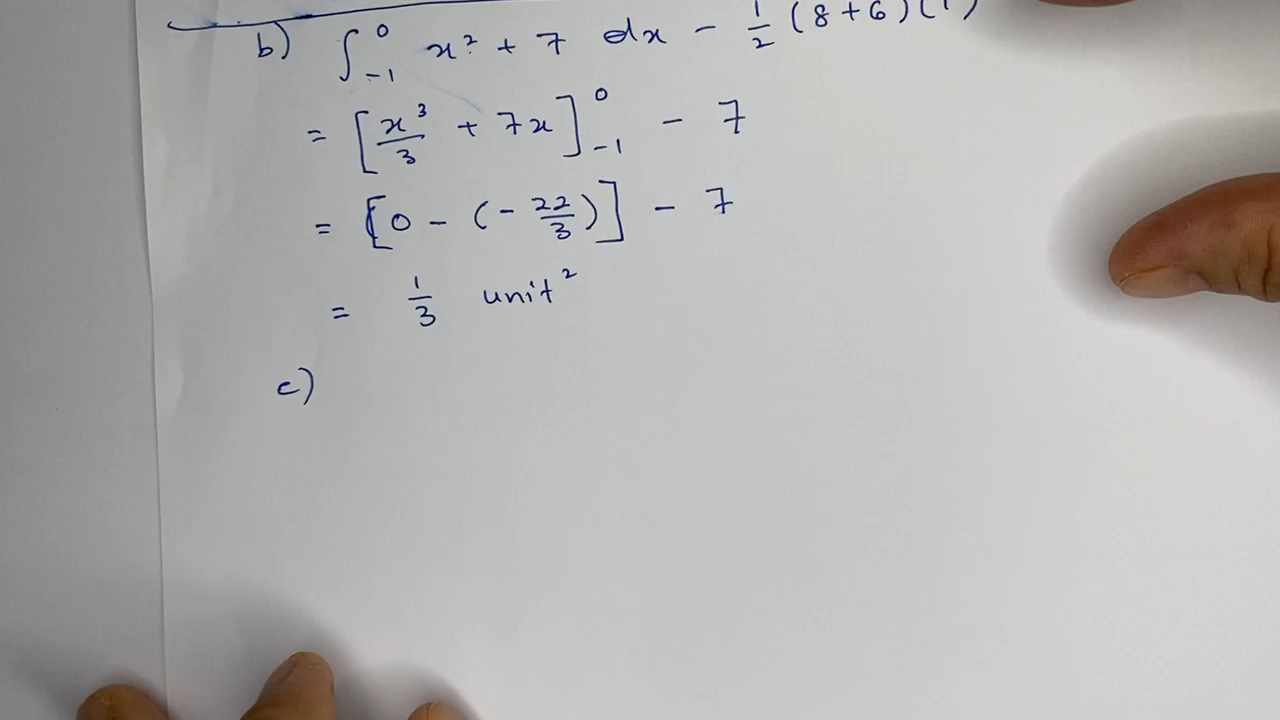 b) ∫₋₁⁰ x² + 7 dx - 1/2 (8+6)(1)
= [x³/3 + 7x]₋₁⁰ - 7
= [0 - (- 22/3)] - 7
= 1/3 unit²
c)